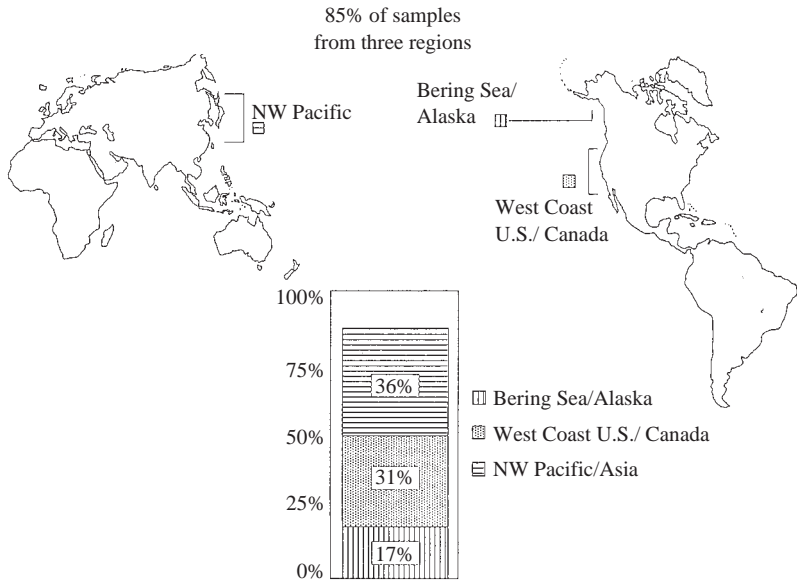 85% of samples
from three regions
NW Pacific
Bering Sea/
Alaska
West Coast
U.S./ Canada
100%
75%
50%
25%
0%
36%
31%
17%
Bering Sea/Alaska
West Coast U.S./ Canada
NW Pacific/Asia